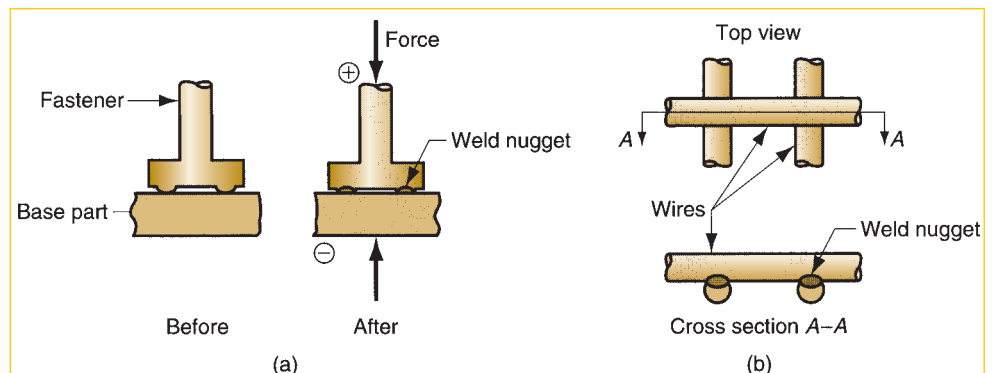 Fastener
Base part
Before
+
Force
Weld nugget
−
After
(a)
Top view
A
A
Wires
Weld nugget
Cross section A–A
(b)